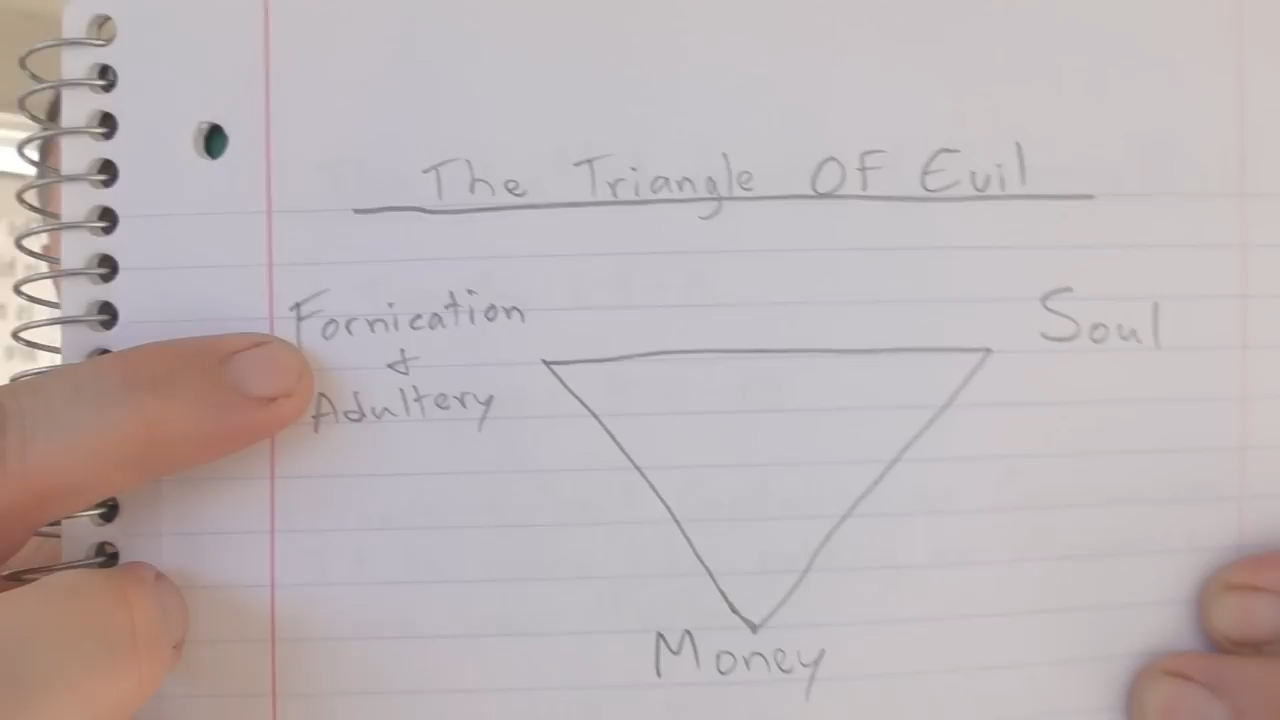 The Triangle OF Evil
Fornication
&
Adultery
Soul
Money